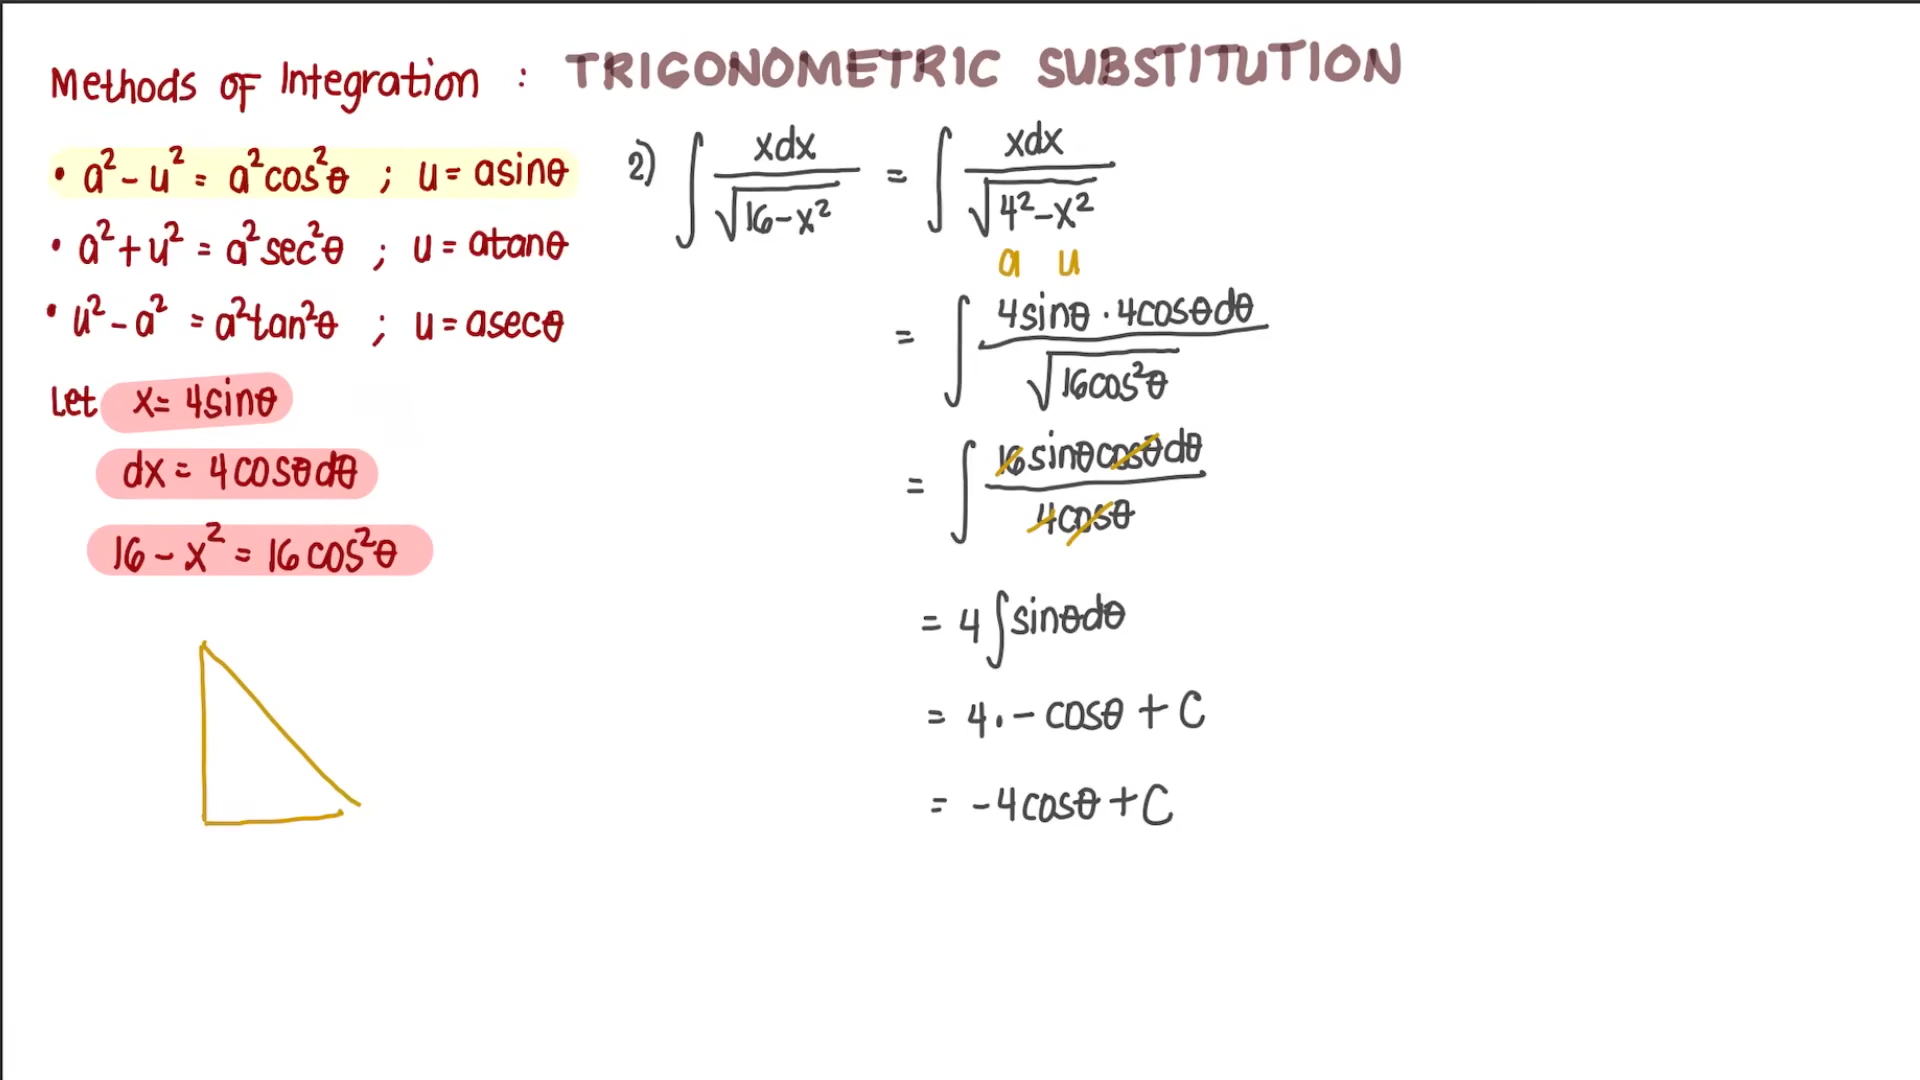 Methods of Integration : TRIGONOMETRIC SUBSTITUTION
• a² - u² = a²cos²θ ; u = asinθ
• a² + u² = a²sec²θ ; u = atanθ
• u² - a² = a²tan²θ ; u = asecθ
Let x = 4sinθ
dx = 4cosθdθ
16 - x² = 16cos²θ
2) ∫ xdx / √(16-x²) = ∫ xdx / √(4²-x²)
a u
= ∫ 4sinθ · 4cosθdθ / √(16cos²θ)
= ∫ 16sinθcosθdθ / 4cosθ
= 4∫sinθdθ
= 4 · - cosθ + C
= -4cosθ + C